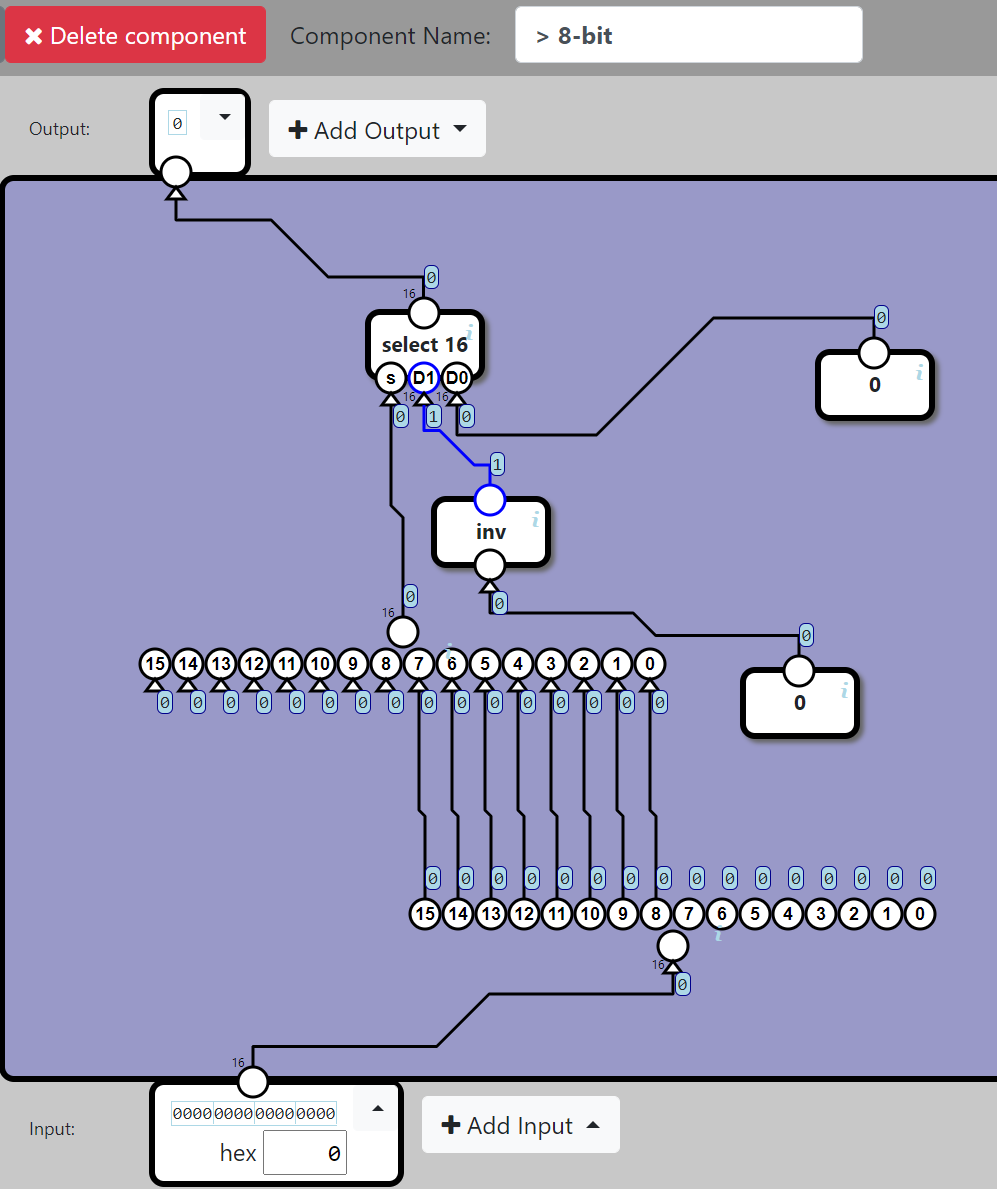 Delete component Component Name: > 8-bit
Output: 0 Add Output
0
16
select 16 i
s D1 D0
16 16
0 1 0
0
0 i
1
inv i
0
0
16
0
0 i
i
15 14 13 12 11 10 9 8 7 6 5 4 3 2 1 0
0 0 0 0 0 0 0 0 0 0 0 0 0 0 0 0
0 0 0 0 0 0 0 0 0 0 0 0 0 0 0 0
15 14 13 12 11 10 9 8 7 6 5 4 3 2 1 0
i
16
0
16
Input: 0000 0000 0000 0000 Add Input
hex 0